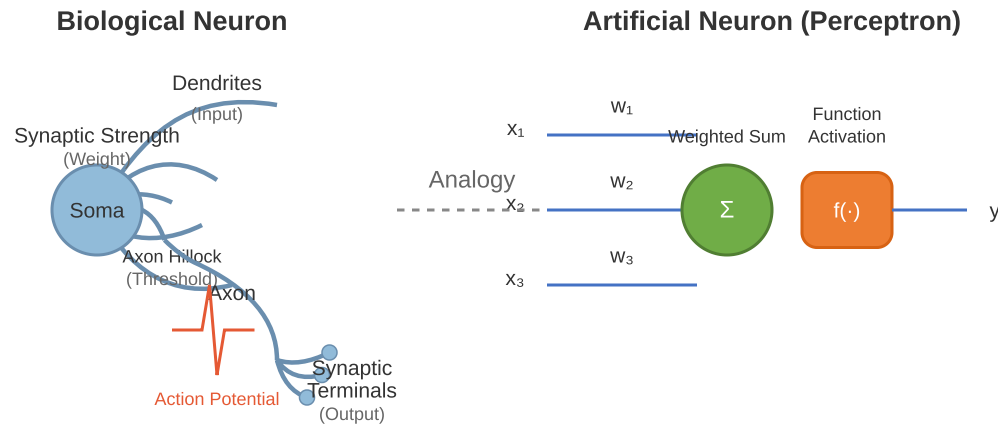 Biological Neuron
Artificial Neuron (Perceptron)
Dendrites
(Input)
Synaptic Strength
(Weight)
Soma
Axon Hillock
(Threshold)
Axon
Action Potential
Synaptic
Terminals
(Output)
Analogy
x₁
w₁
x₂
w₂
x₃
w₃
Weighted Sum
Σ
Function
Activation
f(·)
y